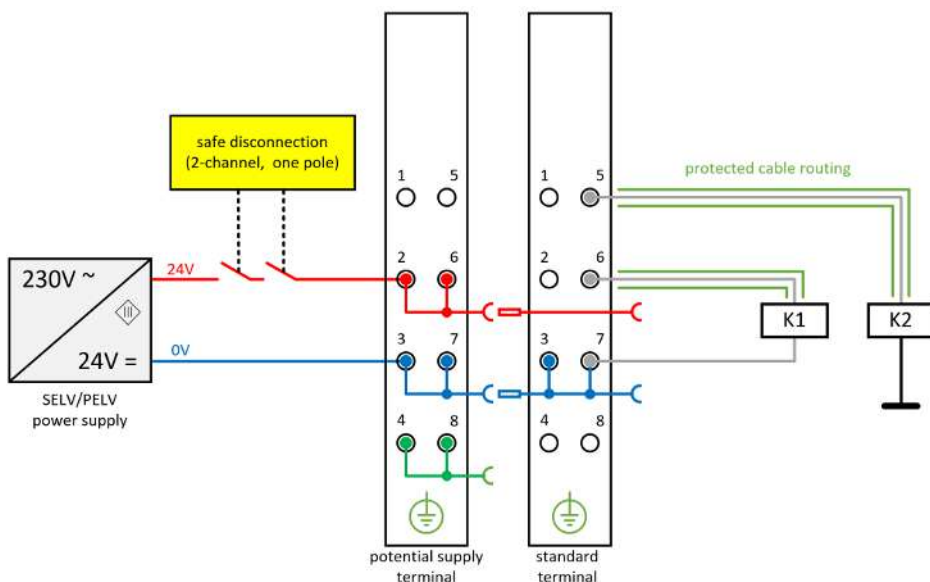 safe disconnection
(2-channel, one pole)
1 5
1 5
protected cable routing
230V ~
24V
2 6
2 6
III
K1
K2
24V =
0V
3 7
3 7
SELV/PELV
power supply
4 8
4 8
potential supply
terminal
standard
terminal